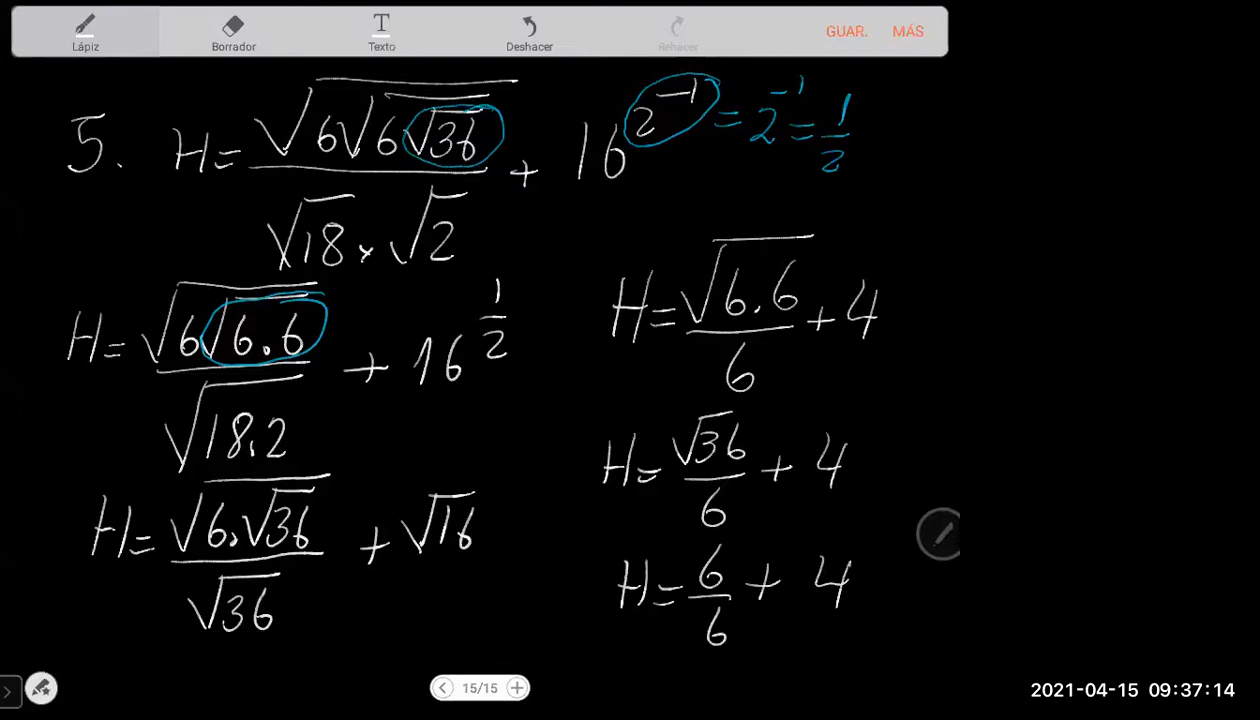 Lápiz Borrador Texto Deshacer Rehacer GUAR. MÁS
5. H = √(6√(6√36)) / (√18 × √2) + 16^(2^-1) = 2^-1 = 1/2
H = √(6√(6.6)) / √(18.2) + 16^(1/2)
H = √(6.√36) / √36 + √16
H = √(6.6) / 6 + 4
H = √36 / 6 + 4
H = 6/6 + 4
15/15
2021-04-15 09:37:14